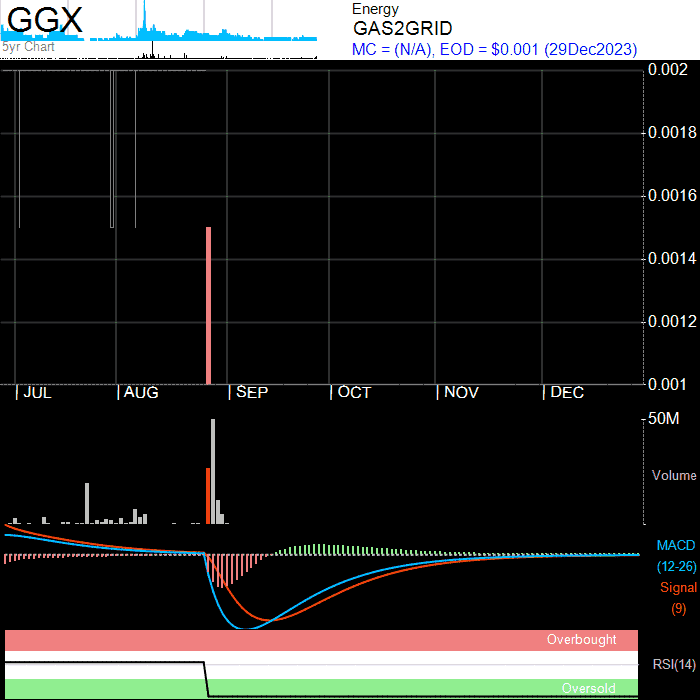 GGX
5yr Chart
Energy
GAS2GRID
MC = (N/A), EOD = $0.001 (29Dec2023)
0.002
0.0018
0.0016
0.0014
0.0012
0.001
JUL AUG SEP OCT NOV DEC
50M
Volume
MACD
(12-26)
Signal
(9)
Overbought
RSI(14)
Oversold